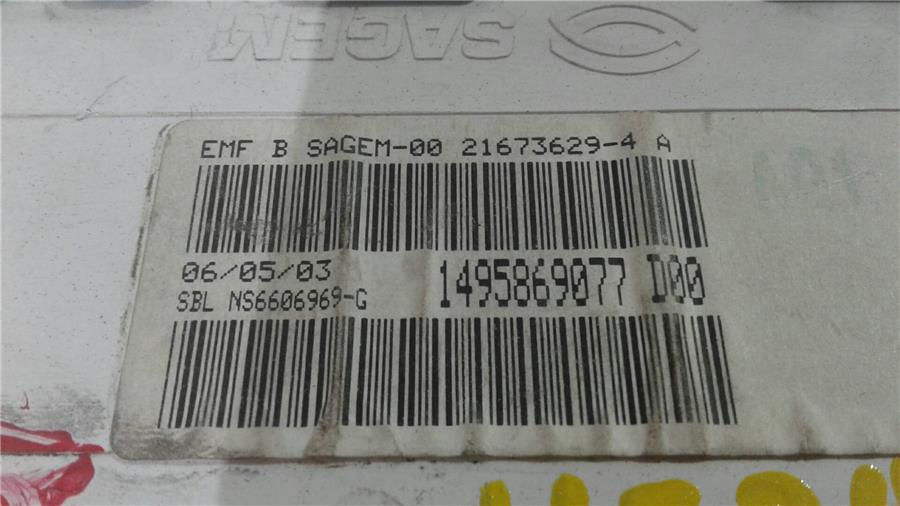 SAGEM
EMF B SAGEM-00 21673629-4 A
06/05/03
1495869077 D00
SBL NS6606969-G